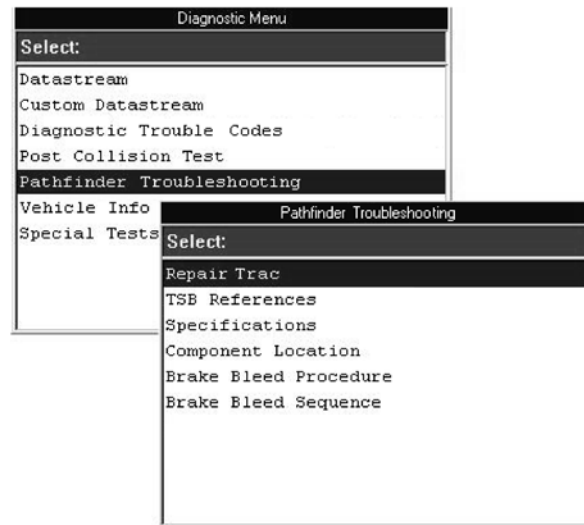 Diagnostic Menu
Select:
Datastream
Custom Datastream
Diagnostic Trouble Codes
Post Collision Test
Pathfinder Troubleshooting
Vehicle Info
Special Tests
Pathfinder Troubleshooting
Select:
Repair Trac
TSB References
Specifications
Component Location
Brake Bleed Procedure
Brake Bleed Sequence